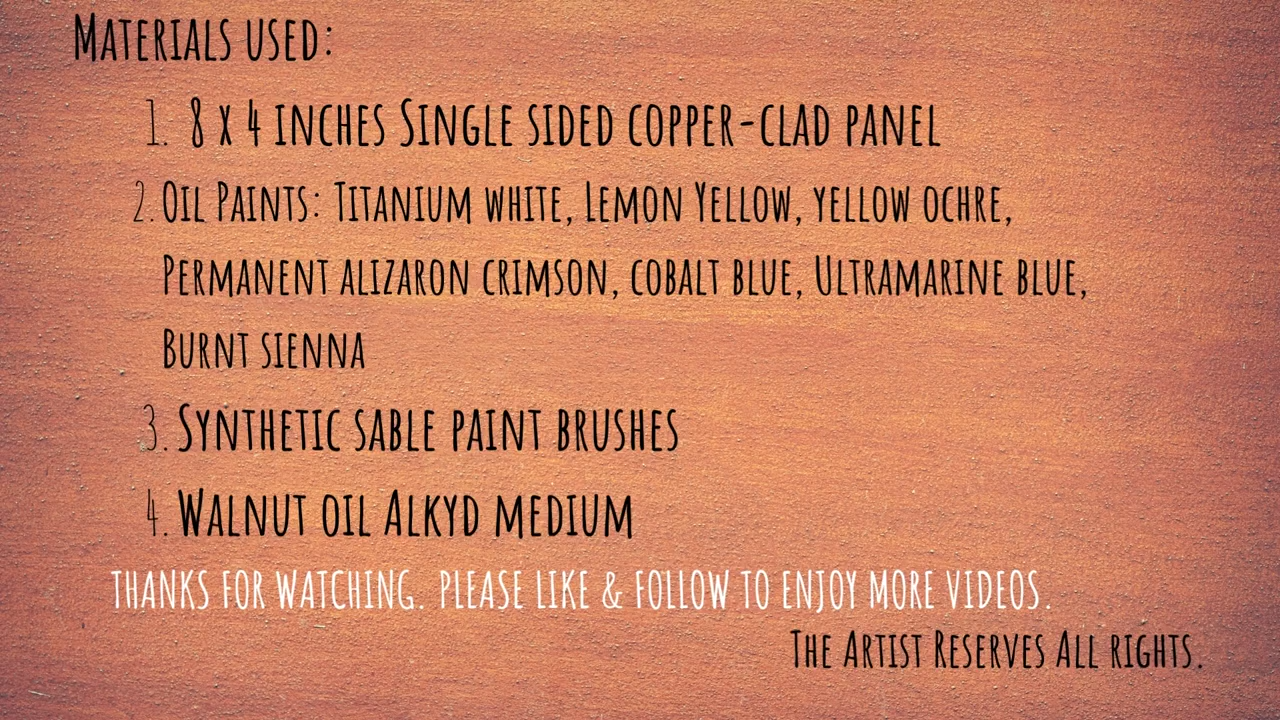 Materials used:
1. 8 x 4 inches Single sided copper-clad panel
2. Oil Paints: Titanium white, Lemon Yellow, yellow ochre,
Permanent alizaron crimson, cobalt blue, Ultramarine blue,
Burnt sienna
3. Synthetic sable paint brushes
4. Walnut oil Alkyd medium
THANKS FOR WATCHING. PLEASE LIKE & FOLLOW TO ENJOY MORE VIDEOS.
The Artist Reserves All rights.